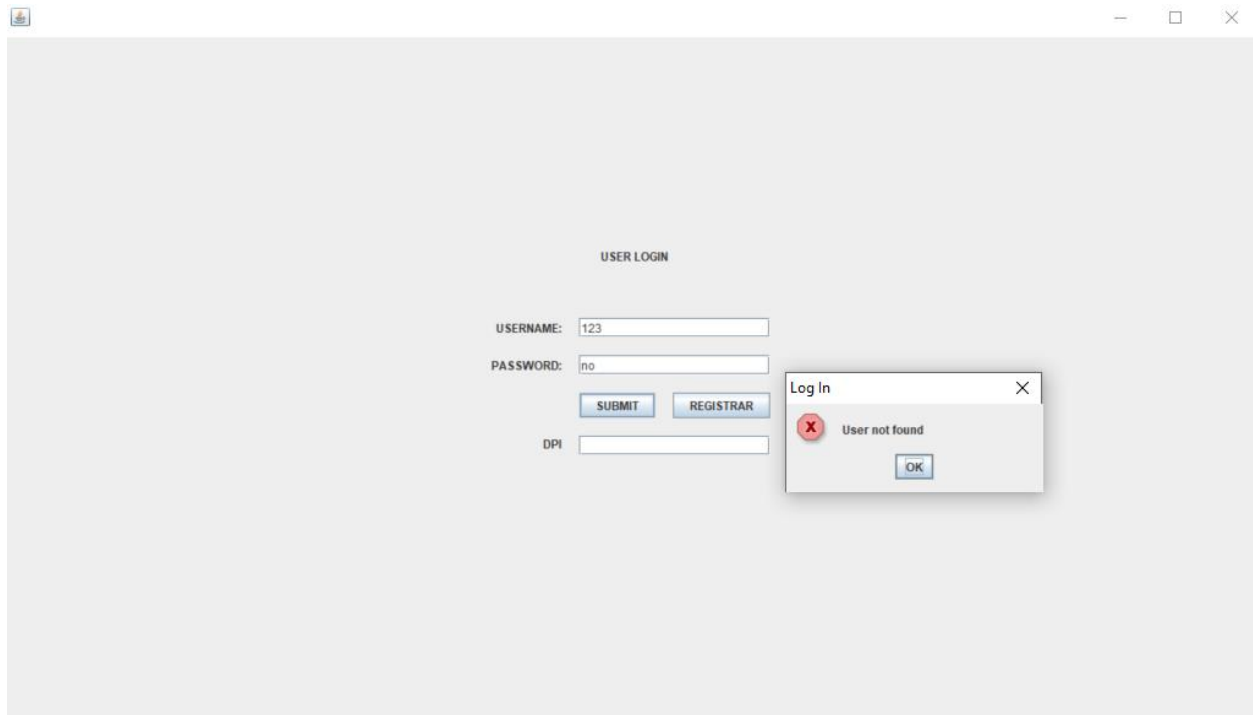 USER LOGIN
USERNAME: 123
PASSWORD: no
SUBMIT REGISTRAR
DPI
Log In
User not found
OK